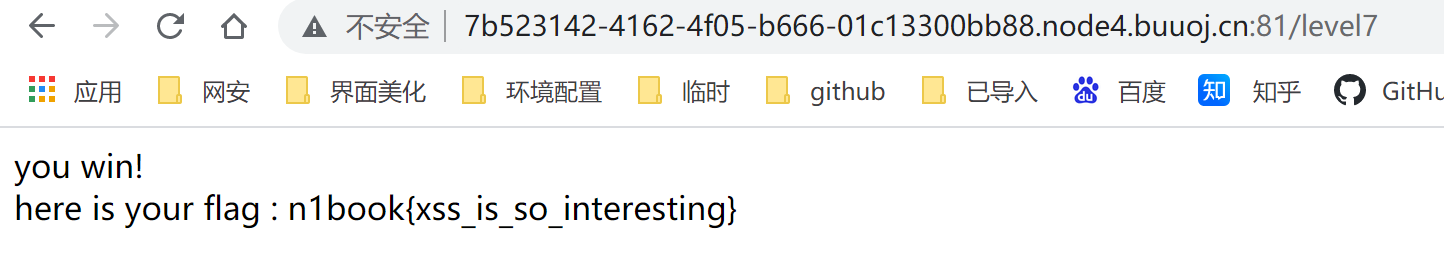 不安全 7b523142-4162-4f05-b666-01c13300bb88.node4.buuoj.cn:81/level7
应用 网安 界面美化 环境配置 临时 github 已导入 du 百度 知 知乎 GitHu
you win!
here is your flag : n1book{xss_is_so_interesting}